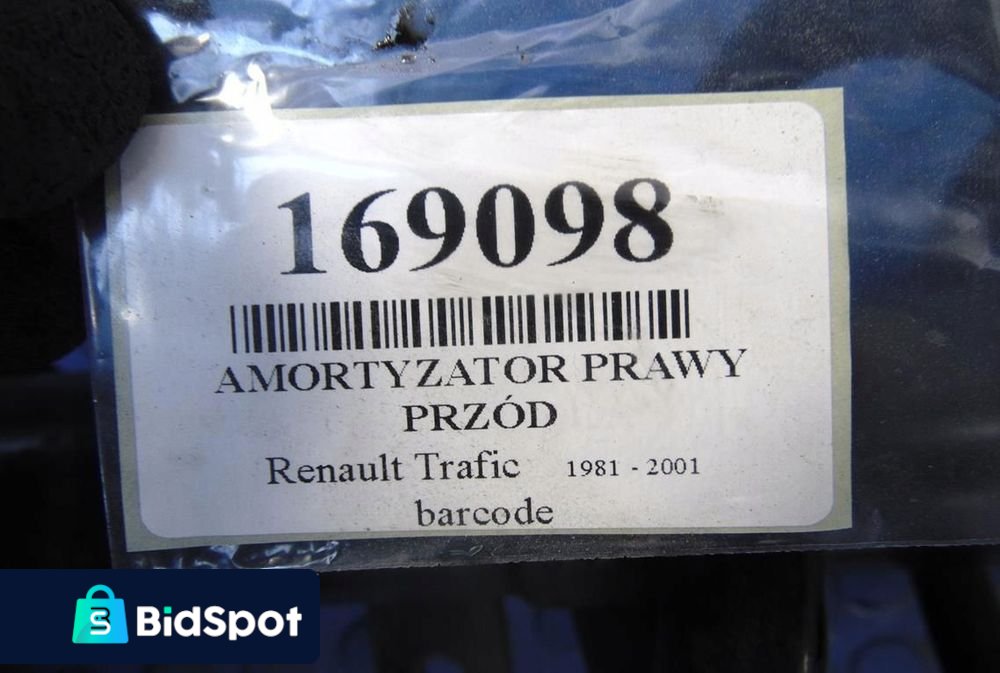 169098
AMORTYZATOR PRAWY
PRZÓD
Renault Trafic 1981 - 2001
barcode
BidSpot